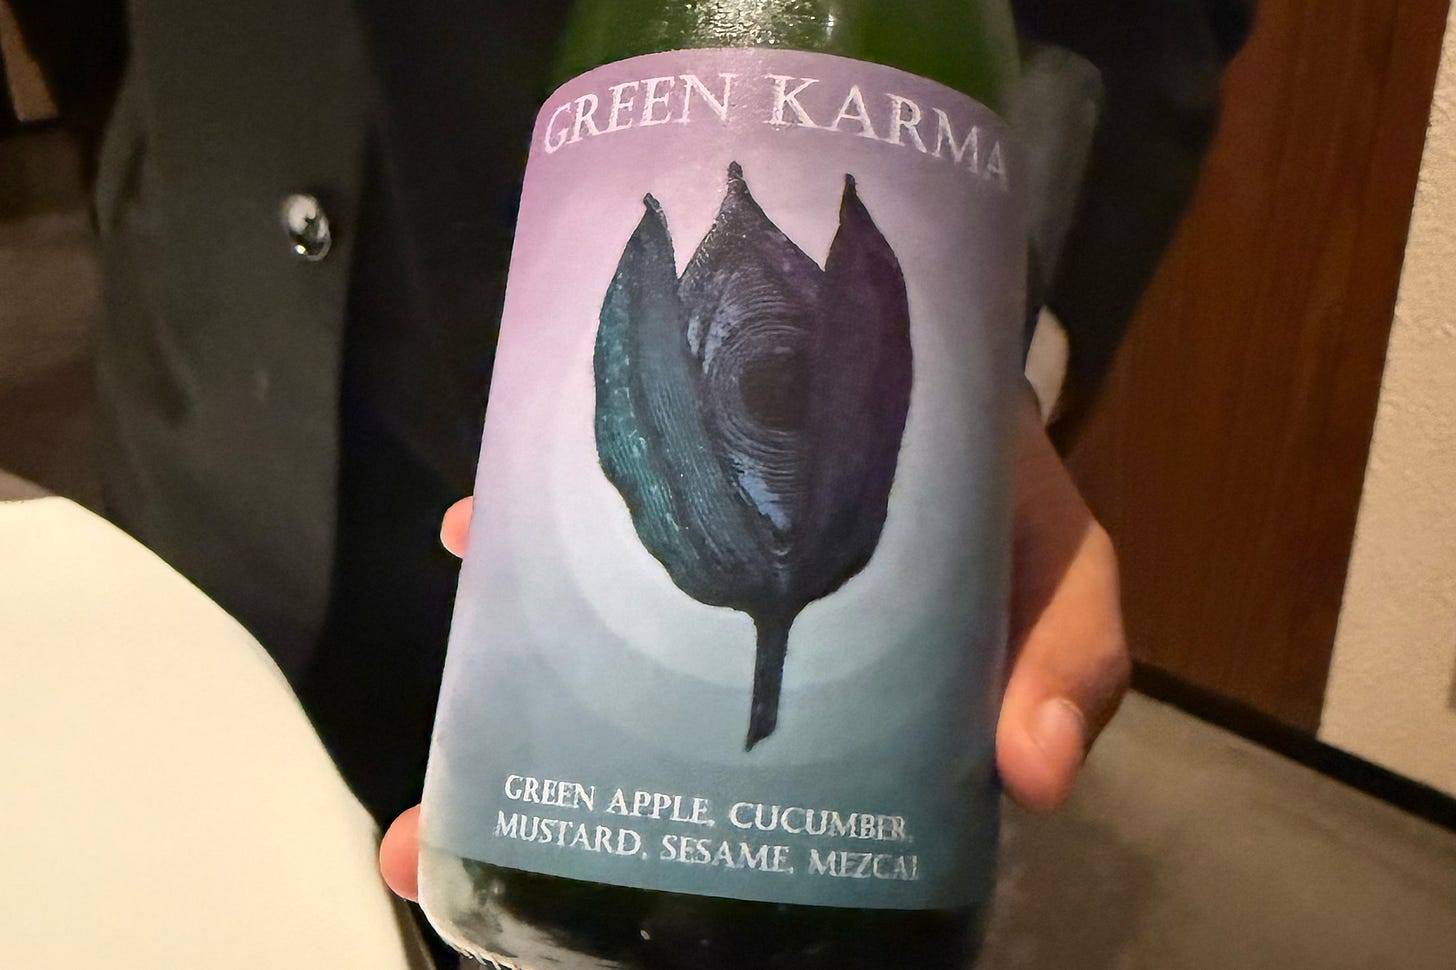 GREEN KARMA
GREEN APPLE, CUCUMBER,
MUSTARD, SESAME, MEZCAL